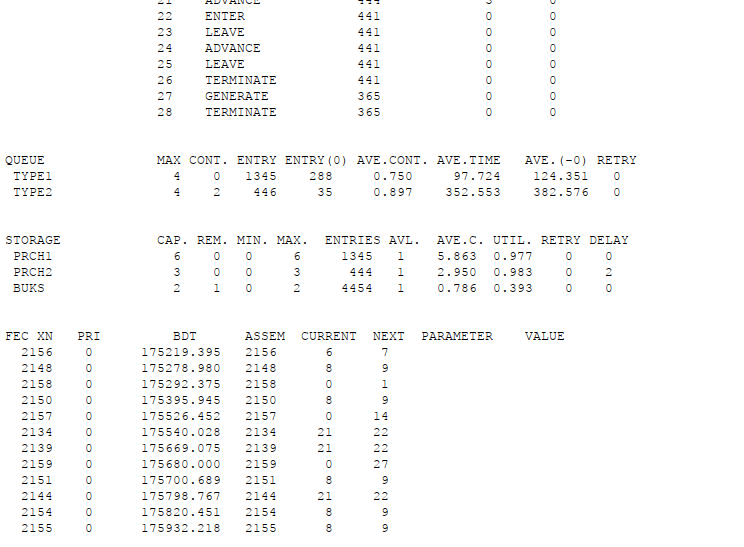 21 ADVANCE 444 3 0
22 ENTER 441 0 0
23 LEAVE 441 0 0
24 ADVANCE 441 0 0
25 LEAVE 441 0 0
26 TERMINATE 441 0 0
27 GENERATE 365 0 0
28 TERMINATE 365 0 0
QUEUE MAX CONT. ENTRY ENTRY(0) AVE.CONT. AVE.TIME AVE.(-0) RETRY
TYPE1 4 0 1345 288 0.750 97.724 124.351 0
TYPE2 4 2 446 35 0.897 352.553 382.576 0
STORAGE CAP. REM. MIN. MAX. ENTRIES AVL. AVE.C. UTIL. RETRY DELAY
PRCH1 6 0 0 6 1345 1 5.863 0.977 0 0
PRCH2 3 0 0 3 444 1 2.950 0.983 0 2
BUKS 2 1 0 2 4454 1 0.786 0.393 0 0
FEC XN PRI BDT ASSEM CURRENT NEXT PARAMETER VALUE
2156 0 175219.395 2156 6 7
2148 0 175278.980 2148 8 9
2158 0 175292.375 2158 0 1
2150 0 175395.945 2150 8 9
2157 0 175526.452 2157 0 14
2134 0 175540.028 2134 21 22
2139 0 175669.075 2139 21 22
2159 0 175680.000 2159 0 27
2151 0 175700.689 2151 8 9
2144 0 175798.767 2144 21 22
2154 0 175820.451 2154 8 9
2155 0 175932.218 2155 8 9